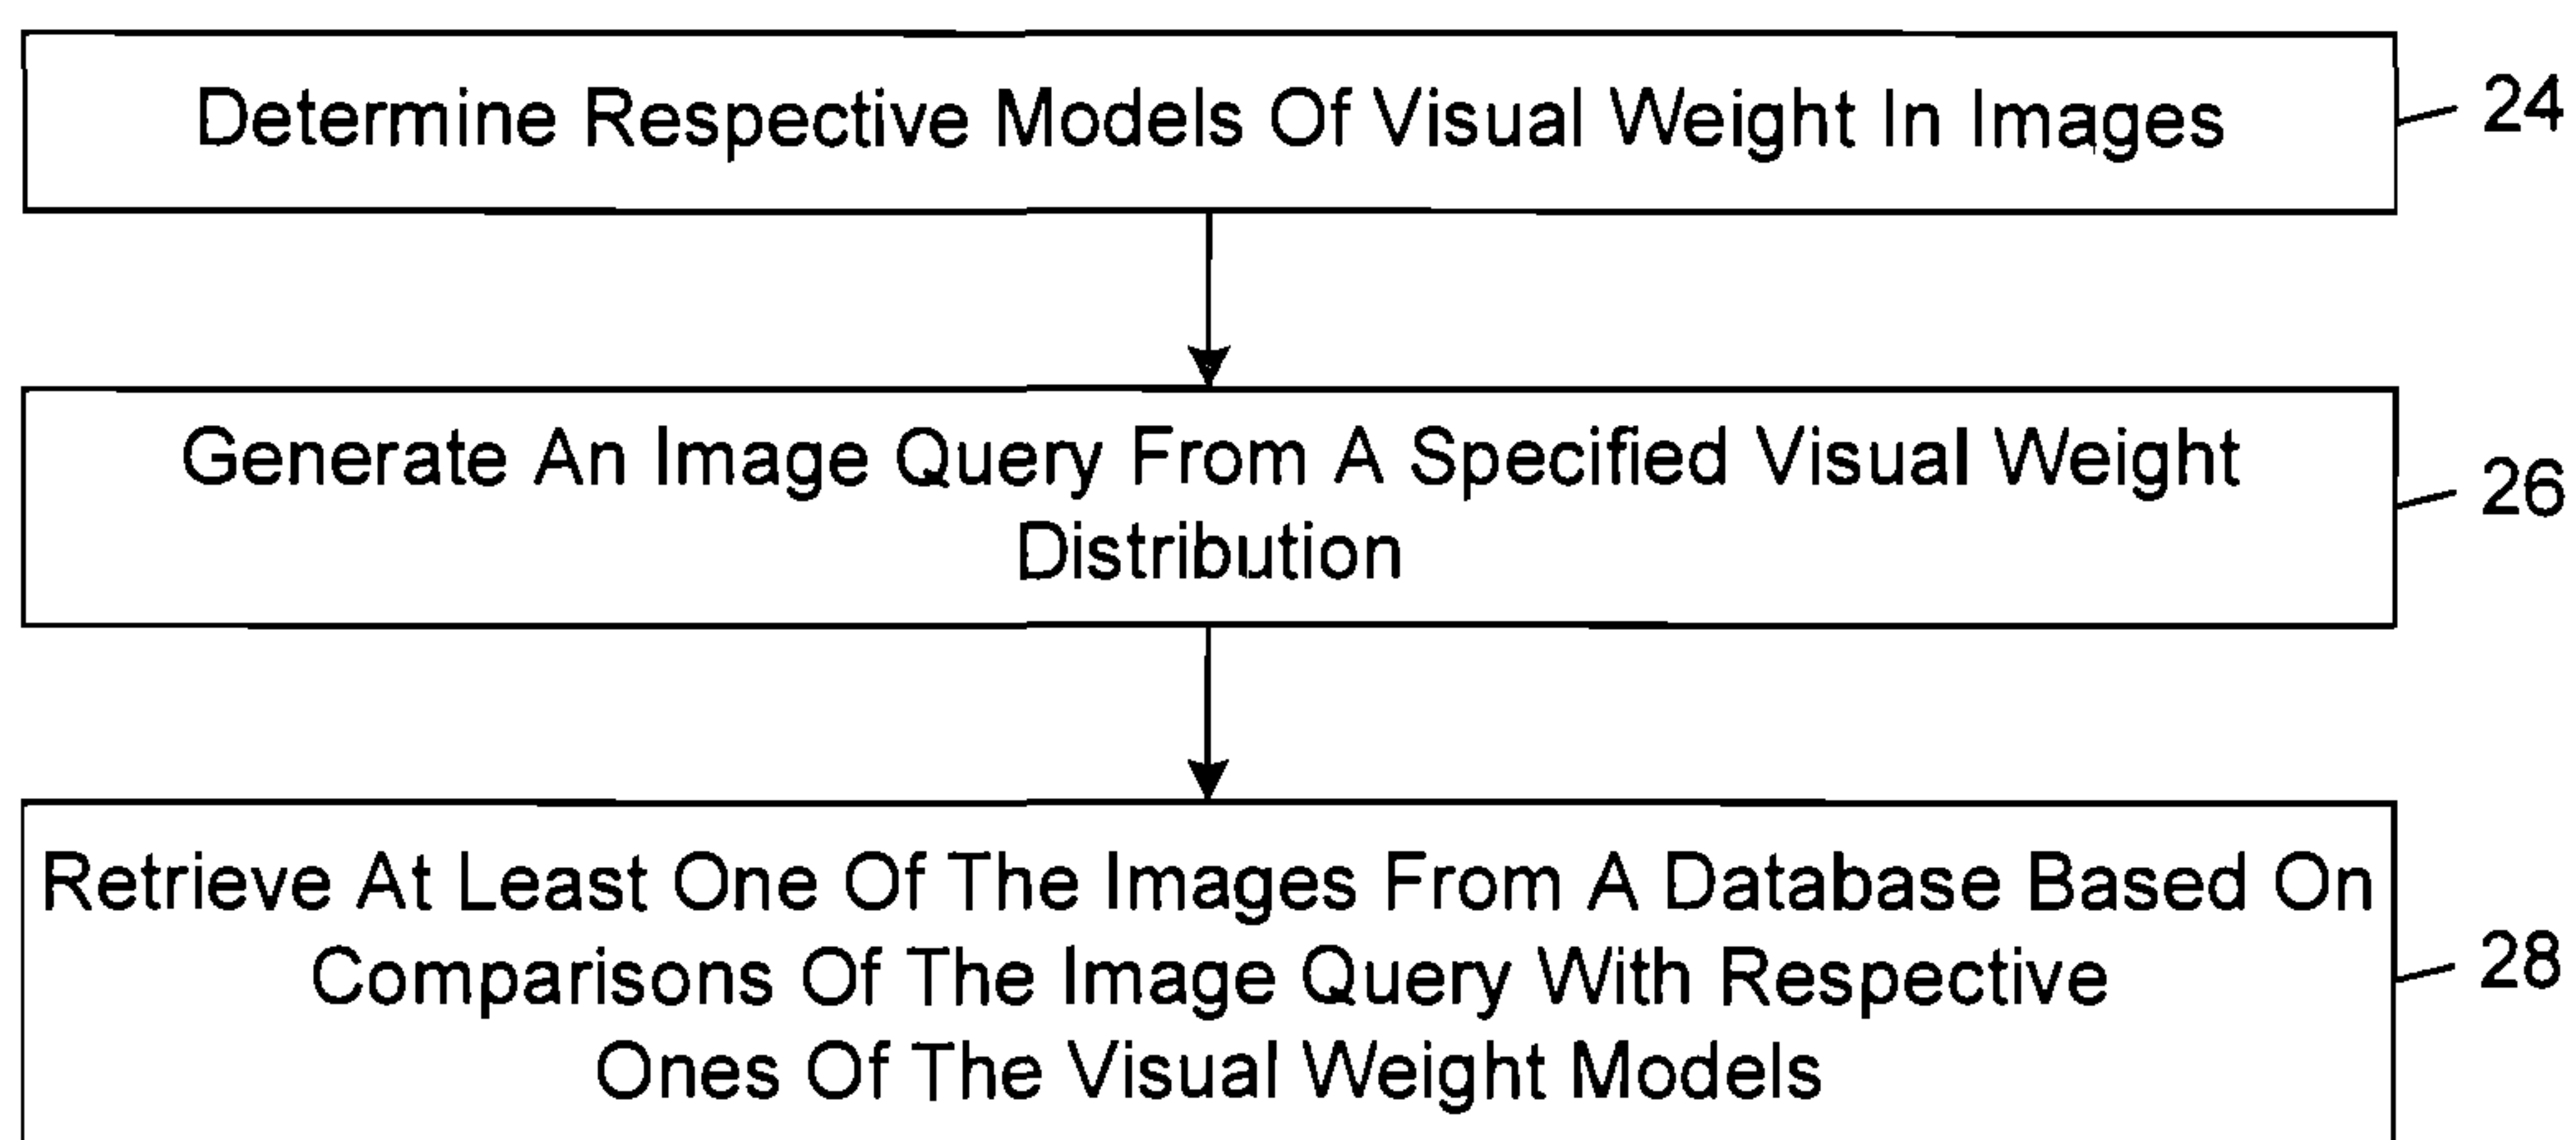 Determine Respective Models Of Visual Weight In Images
24
Generate An Image Query From A Specified Visual Weight
Distribution
26
Retrieve At Least One Of The Images From A Database Based On
Comparisons Of The Image Query With Respective
Ones Of The Visual Weight Models
28